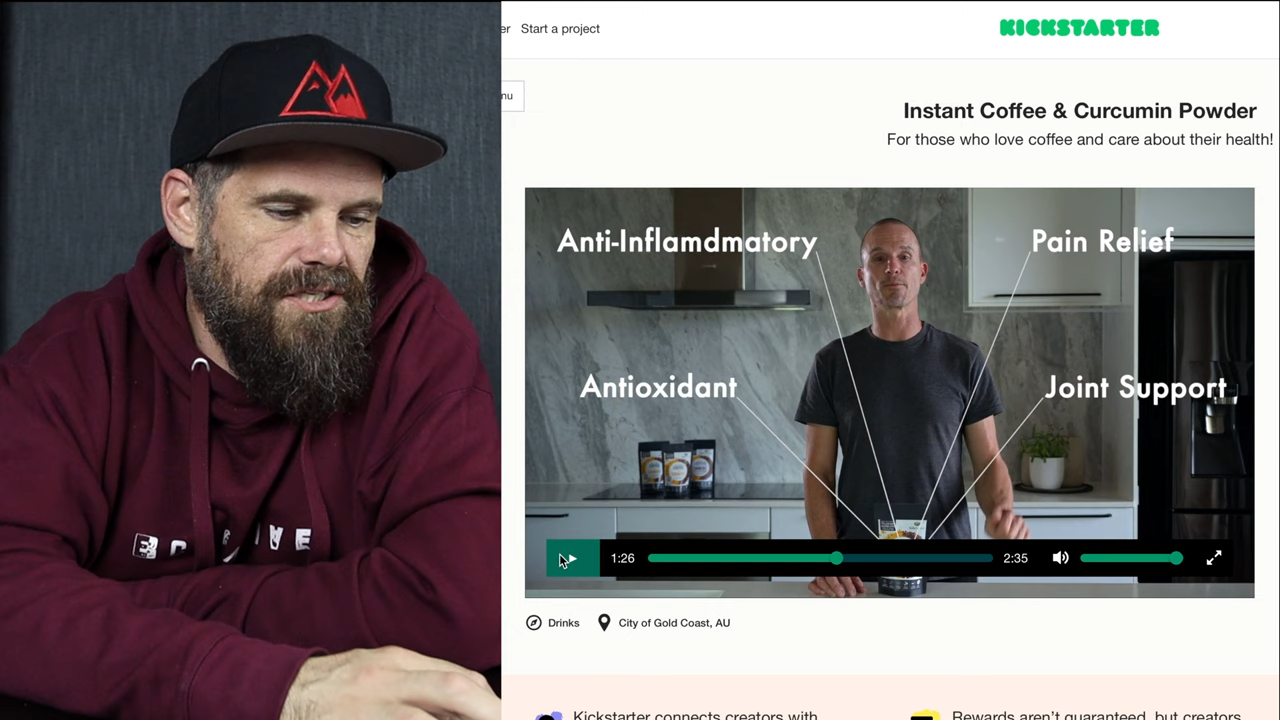 er Start a project
KICKSTARTER
nu
Instant Coffee & Curcumin Powder
For those who love coffee and care about their health!
Anti-Inflamdmatory
Pain Relief
Antioxidant
Joint Support
1:26
2:35
Drinks
City of Gold Coast, AU
Kickstarter connects creators with
Rewards aren't guaranteed, but creators